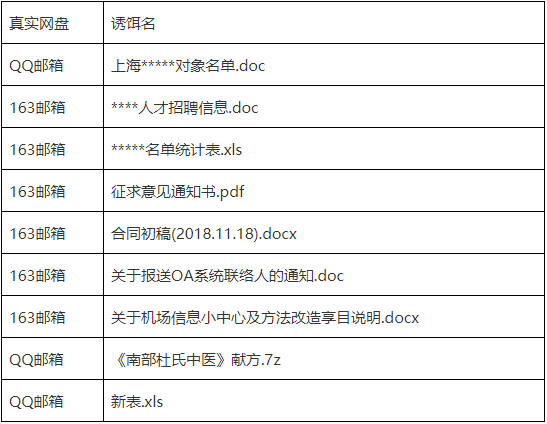 真实网盘 诱饵名
QQ邮箱 上海*****对象名单.doc
163邮箱 ****人才招聘信息.doc
163邮箱 *****名单统计表.xls
163邮箱 征求意见通知书.pdf
163邮箱 合同初稿(2018.11.18).docx
163邮箱 关于报送OA系统联络人的通知.doc
163邮箱 关于机场信息小中心及方法改造享目说明.docx
QQ邮箱 《南部杜氏中医》献方.7z
QQ邮箱 新表.xls